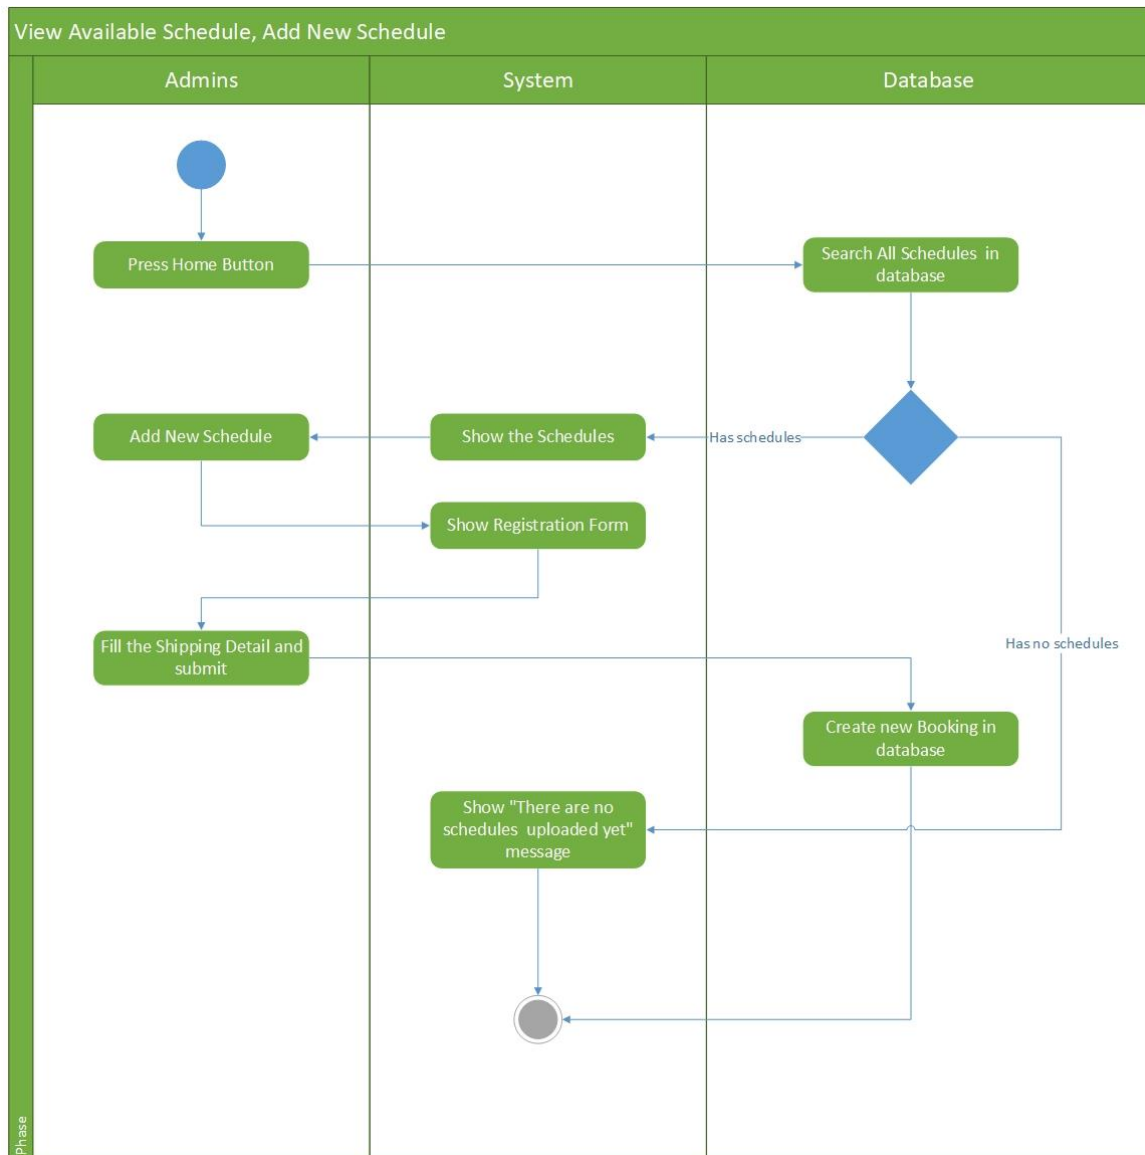 View Available Schedule, Add New Schedule
Admins
System
Database
Press Home Button
Search All Schedules in
database
Add New Schedule
Show the Schedules
Has schedules
Show Registration Form
Fill the Shipping Detail and
submit
Has no schedules
Create new Booking in
database
Show "There are no
schedules uploaded yet"
message
Phase